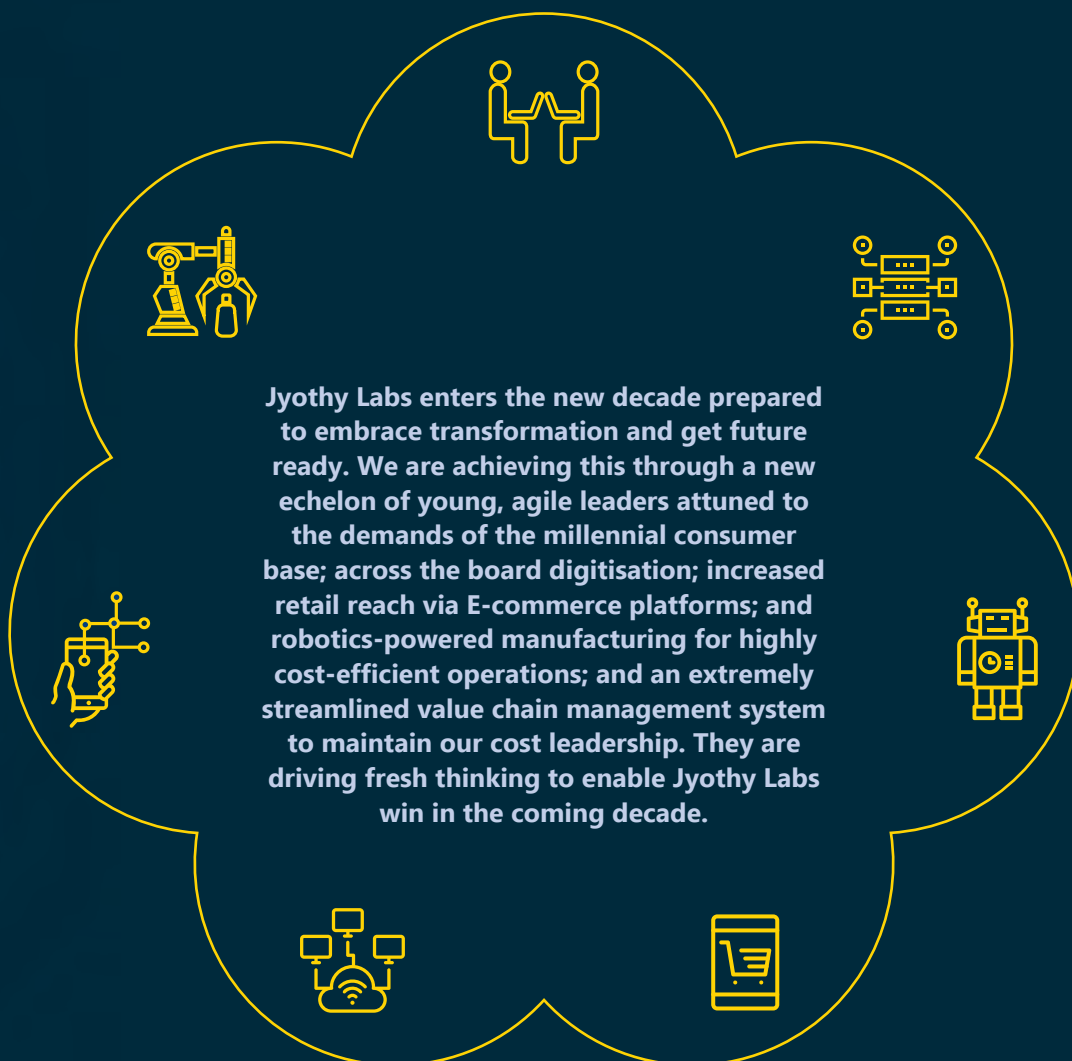 Jyothy Labs enters the new decade prepared
to embrace transformation and get future
ready. We are achieving this through a new
echelon of young, agile leaders attuned to
the demands of the millennial consumer
base; across the board digitisation; increased
retail reach via E-commerce platforms; and
robotics-powered manufacturing for highly
cost-efficient operations; and an extremely
streamlined value chain management system
to maintain our cost leadership. They are
driving fresh thinking to enable Jyothy Labs
win in the coming decade.